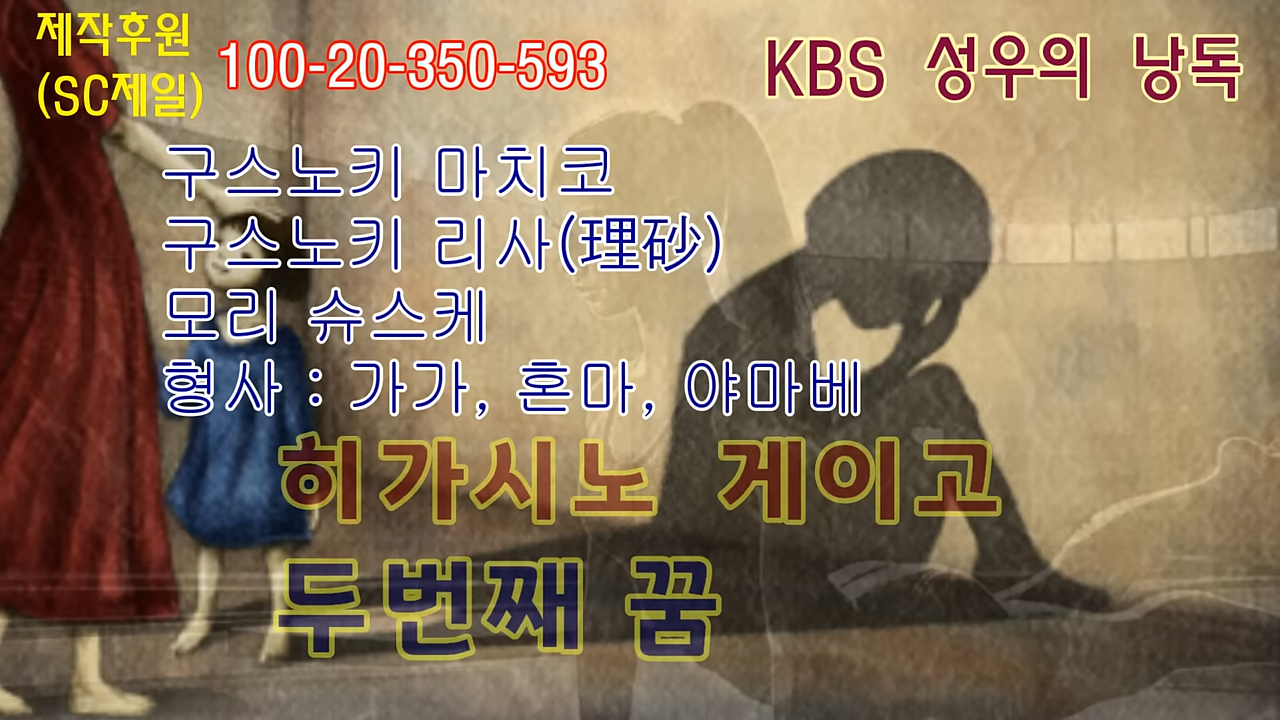 제작후원
(SC제일)
100-20-350-593
KBS 성우의 낭독
구스노키 마치코
구스노키 리사(理砂)
모리 슈스케
형사 : 가가, 혼마, 야마베
히가시노 게이고
두번째 꿈